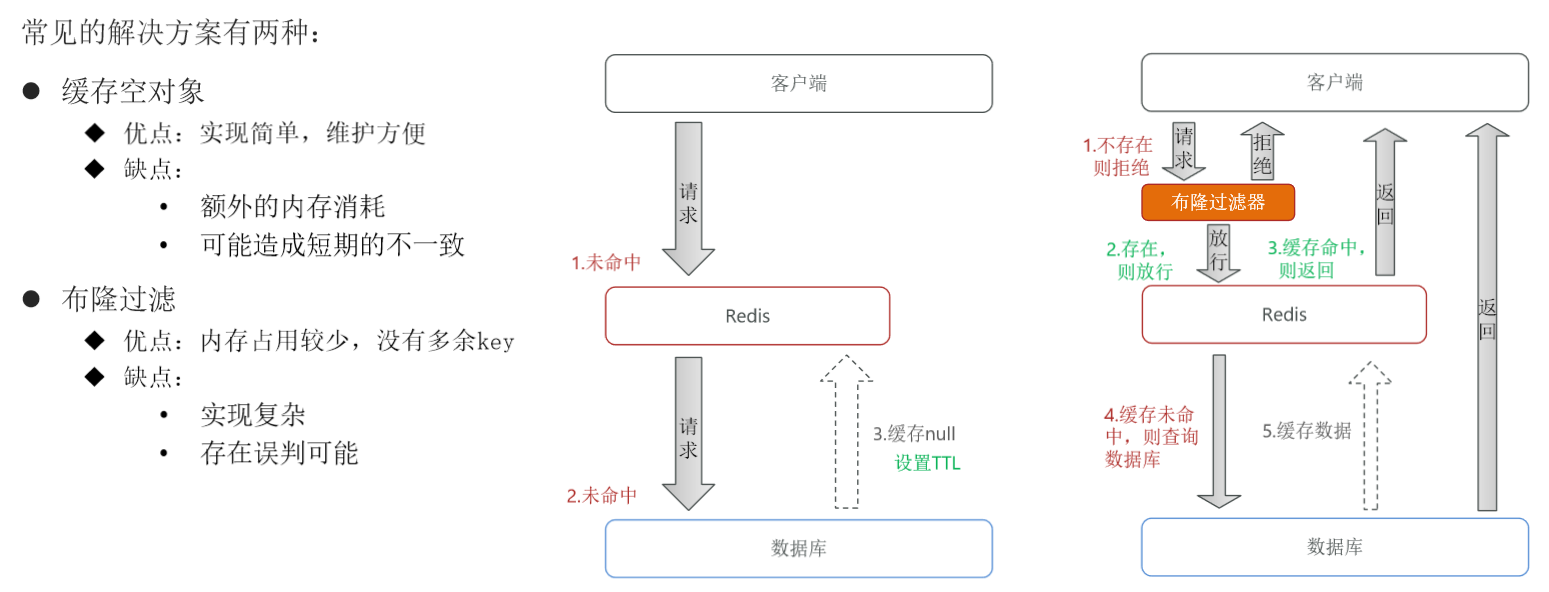 常见的解决方案有两种：
● 缓存空对象
◆ 优点：实现简单，维护方便
◆ 缺点：
• 额外的内存消耗
• 可能造成短期的不一致
● 布隆过滤
◆ 优点：内存占用较少，没有多余key
◆ 缺点：
• 实现复杂
• 存在误判可能
客户端
请
求
1.未命中
Redis
请
求
2.未命中
3.缓存null
设置TTL
数据库
客户端
1.不存在
则拒绝
请
求
拒
绝
布隆过滤器
2.存在，
则放行
放
行
3.缓存命中，
则返回
返
回
Redis
返
回
4.缓存未命
中，则查询
数据库
5.缓存数据
数据库